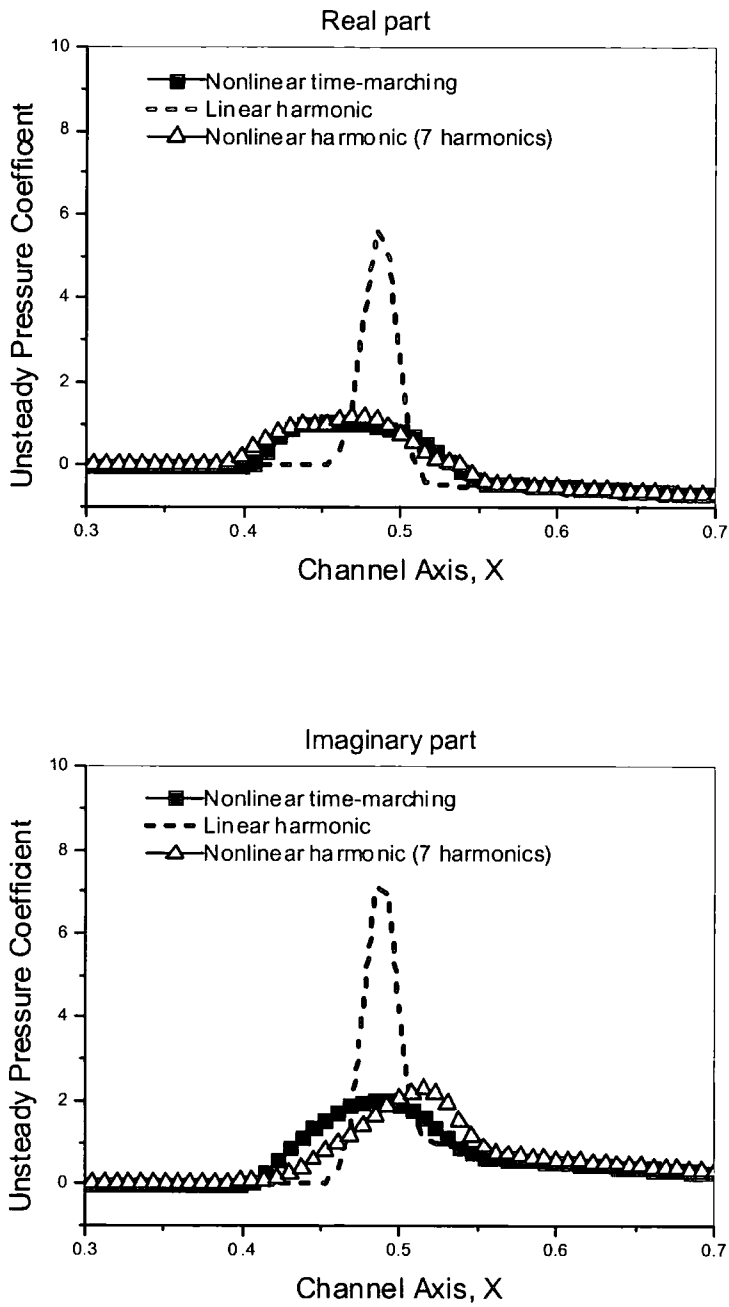 Real part
10
8
6
4
2
0
Unsteady Pressure Coefficent
Nonlinear time-marching
Linear harmonic
Nonlinear harmonic (7 harmonics)
0.3 0.4 0.5 0.6 0.7
Channel Axis, X
Imaginary part
10
8
6
4
2
0
Unsteady Pressure Coefficient
Nonlinear time-marching
Linear harmonic
Nonlinear harmonic (7 harmonics)
0.3 0.4 0.5 0.6 0.7
Channel Axis, X